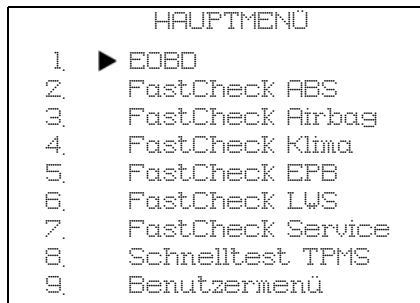 HAUPTMENÜ
1. ▶ EOBD
2. FastCheck ABS
3. FastCheck Airbag
4. FastCheck Klima
5. FastCheck EPB
6. FastCheck LWS
7. FastCheck Service
8. Schnelltest TPMS
9. Benutzermenü